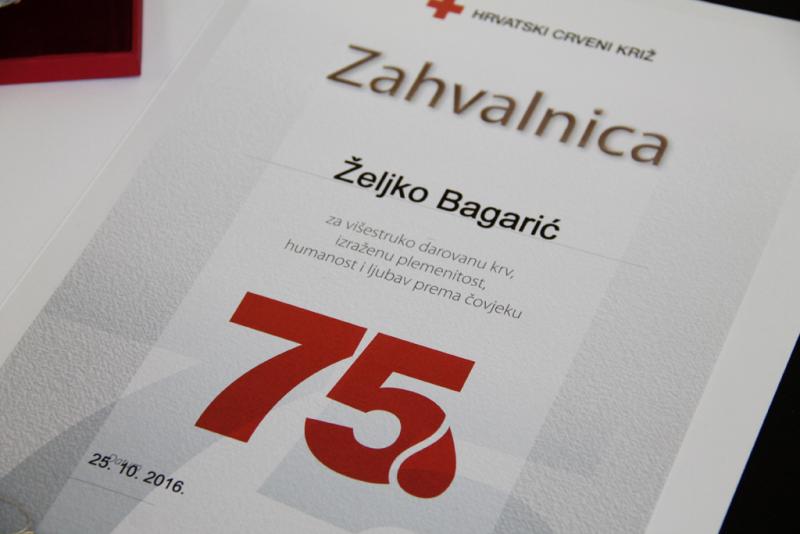 HRVATSKI CRVENI KRIŽ
Zahvalnica
Željko Bagarić
za višestruko darovanu krv,
izraženu plemenitost,
humanost i ljubav prema čovjeku
75
25. 10. 2016.